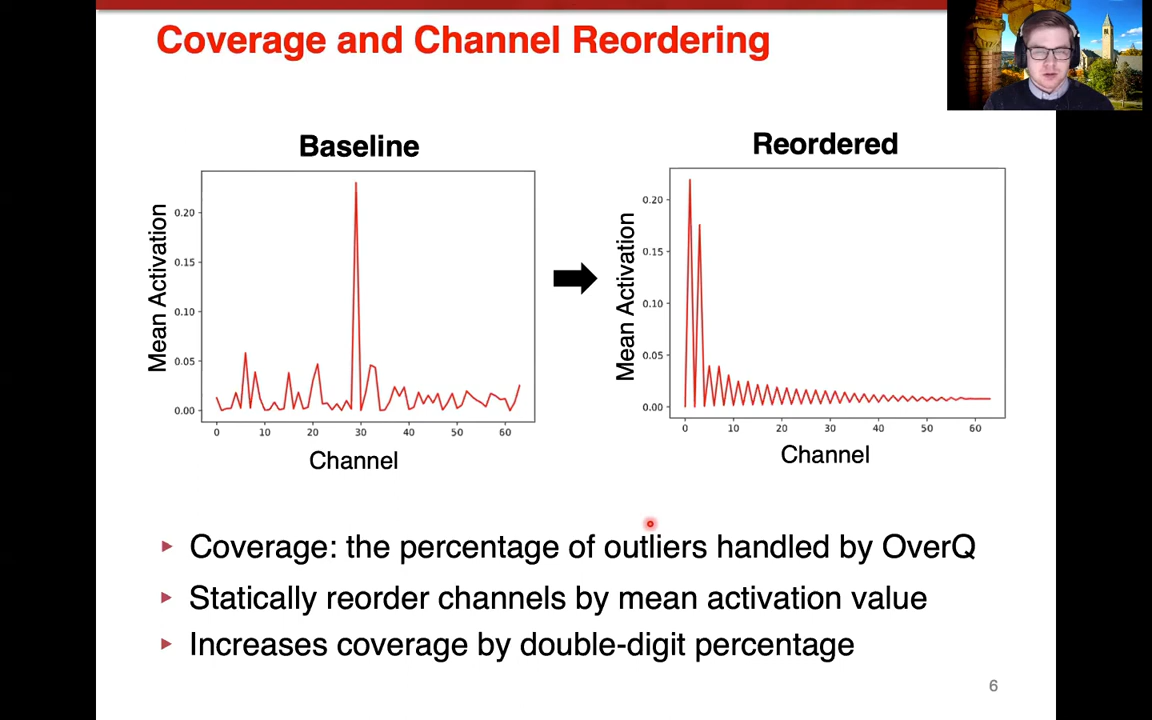 Coverage and Channel Reordering
Baseline
Mean Activation
0.20
0.15
0.10
0.05
0.00
0
10
20
30
40
50
60
Channel
Reordered
Mean Activation
0.20
0.15
0.10
0.05
0.00
0
10
20
30
40
50
60
Channel
Coverage: the percentage of outliers handled by OverQ
Statically reorder channels by mean activation value
Increases coverage by double-digit percentage
6